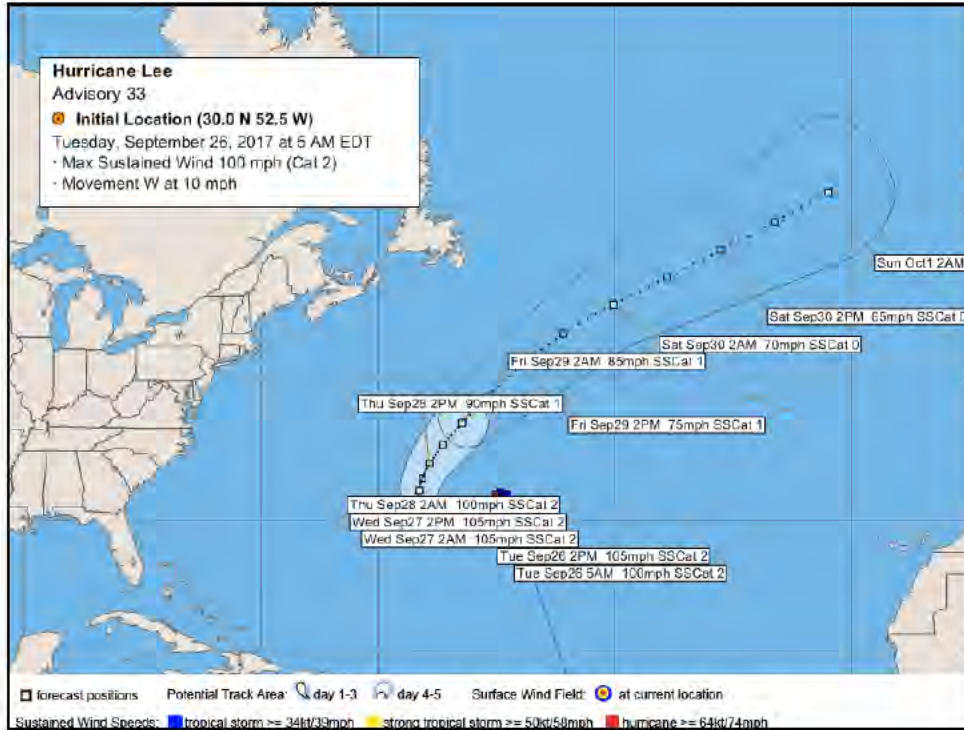 Hurricane Lee
Advisory 33
Initial Location (30.0 N 52.5 W)
Tuesday, September 26, 2017 at 5 AM EDT
· Max Sustained Wind 100 mph (Cat 2)
· Movement W at 10 mph
Sun Oct1 2AM
Sat Sep30 2PM 65mph SSCat 0
Sat Sep30 2AM 70mph SSCat 0
Fri Sep29 2AM 85mph SSCat 1
Thu Sep28 2PM 90mph SSCat 1
Fri Sep29 2PM 75mph SSCat 1
Thu Sep28 2AM 100mph SSCat 2
Wed Sep27 2PM 105mph SSCat 2
Wed Sep27 2AM 105mph SSCat 2
Tue Sep26 2PM 105mph SSCat 2
Tue Sep26 5AM 100mph SSCat 2
forecast positions Potential Track Area: day 1-3 day 4-5 Surface Wind Field: at current location
Sustained Wind Speeds: tropical storm >= 34kt/39mph strong tropical storm >= 50kt/58mph hurricane >= 64kt/74mph